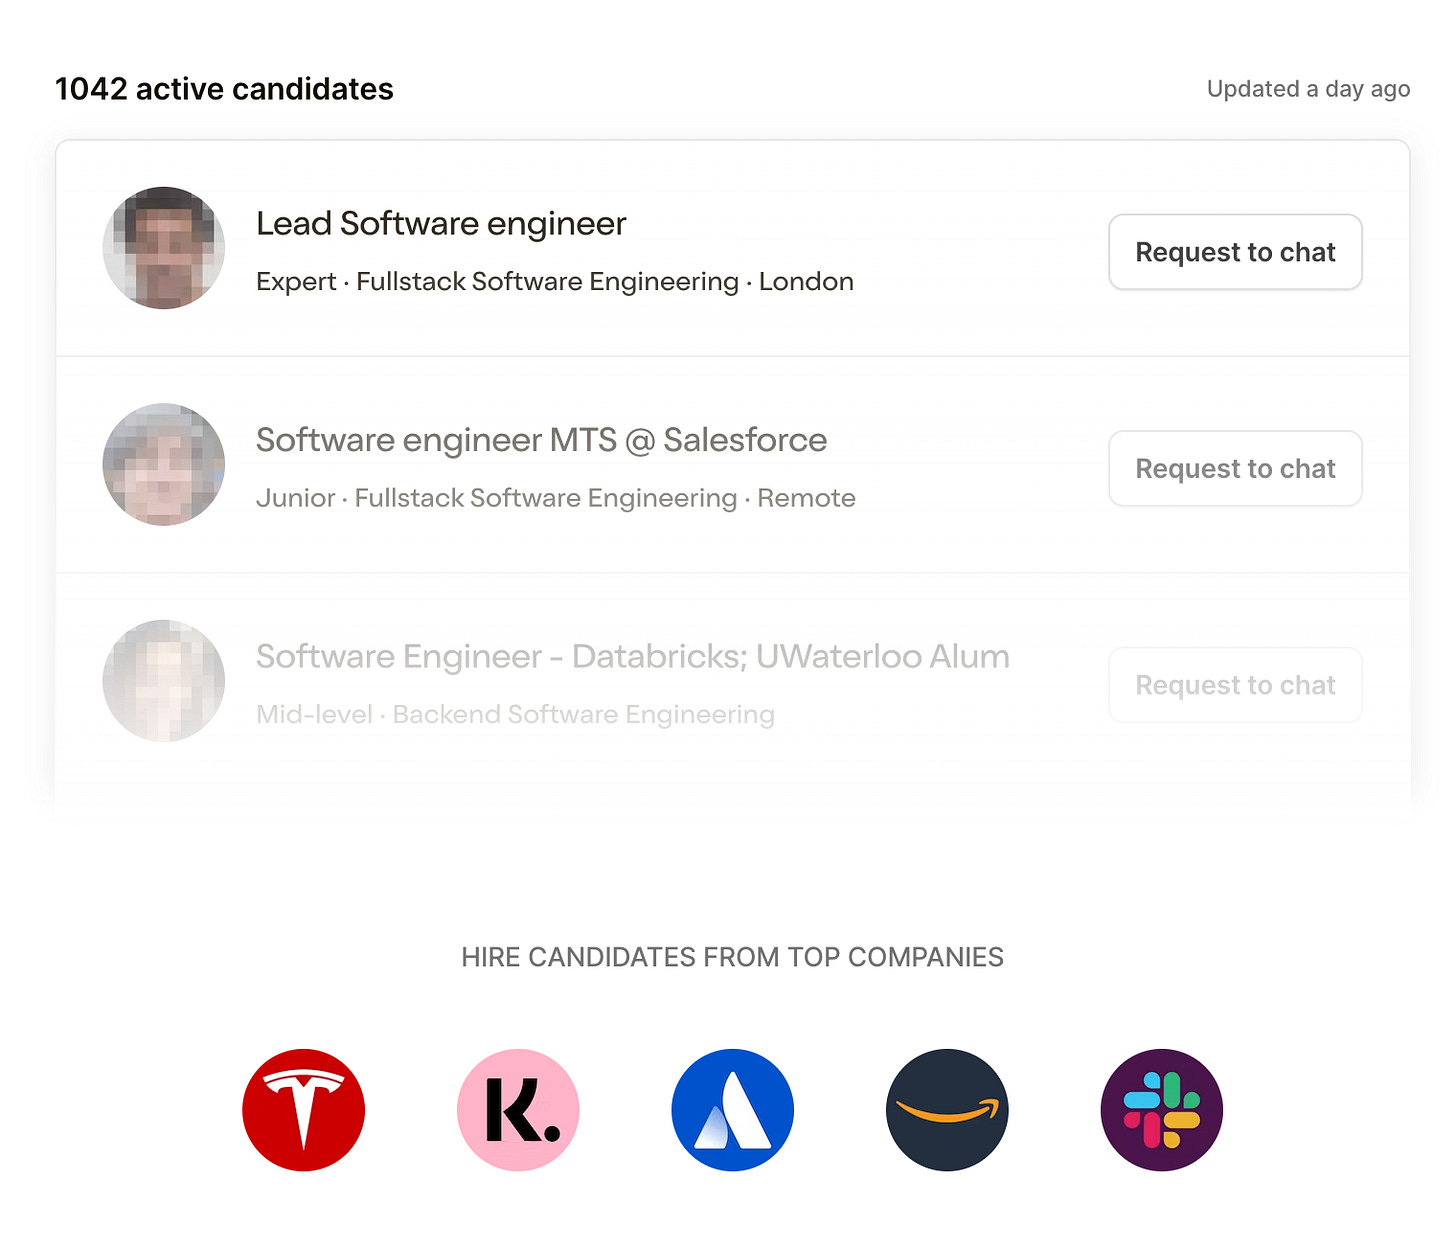 1042 active candidates
Updated a day ago
Lead Software engineer
Expert · Fullstack Software Engineering · London
Request to chat
Software engineer MTS @ Salesforce
Junior · Fullstack Software Engineering · Remote
Request to chat
Software Engineer - Databricks; UWaterloo Alum
Mid-level · Backend Software Engineering
Request to chat
HIRE CANDIDATES FROM TOP COMPANIES
K.